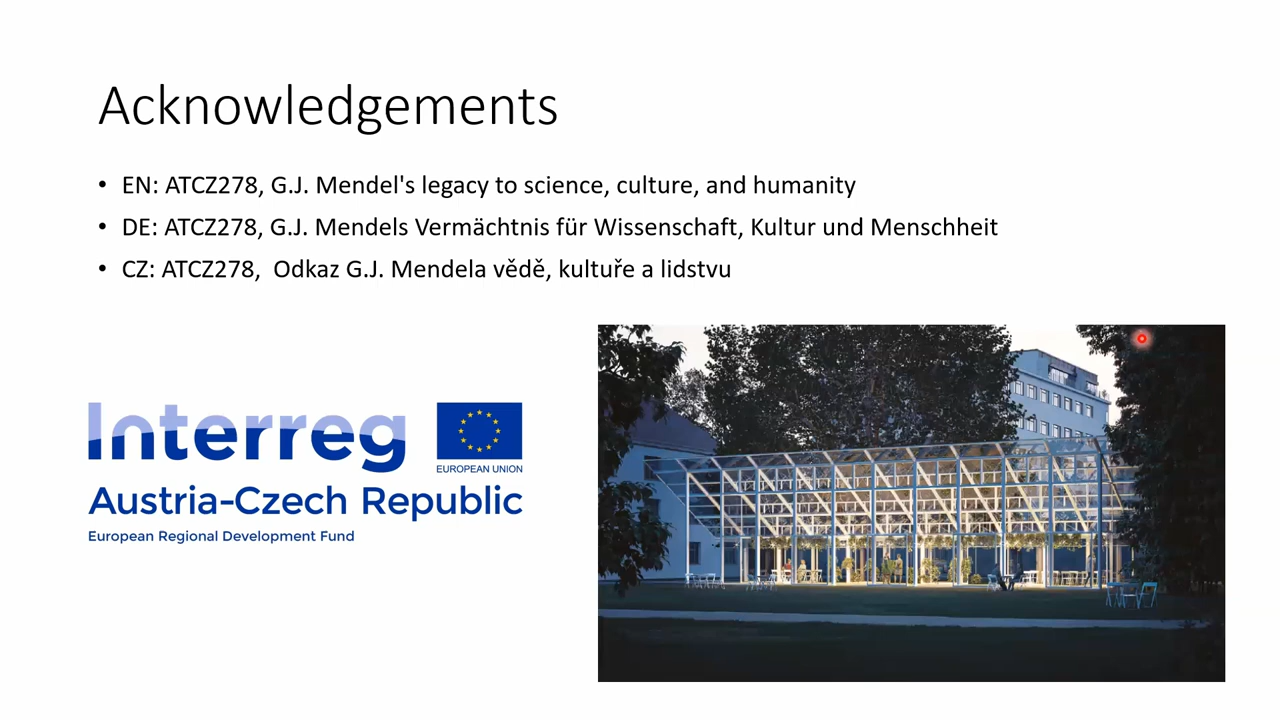 Acknowledgements
• EN: ATCZ278, G.J. Mendel's legacy to science, culture, and humanity
• DE: ATCZ278, G.J. Mendels Vermächtnis für Wissenschaft, Kultur und Menschheit
• CZ: ATCZ278, Odkaz G.J. Mendela vědě, kultuře a lidstvu
Interreg
EUROPEAN UNION
Austria-Czech Republic
European Regional Development Fund